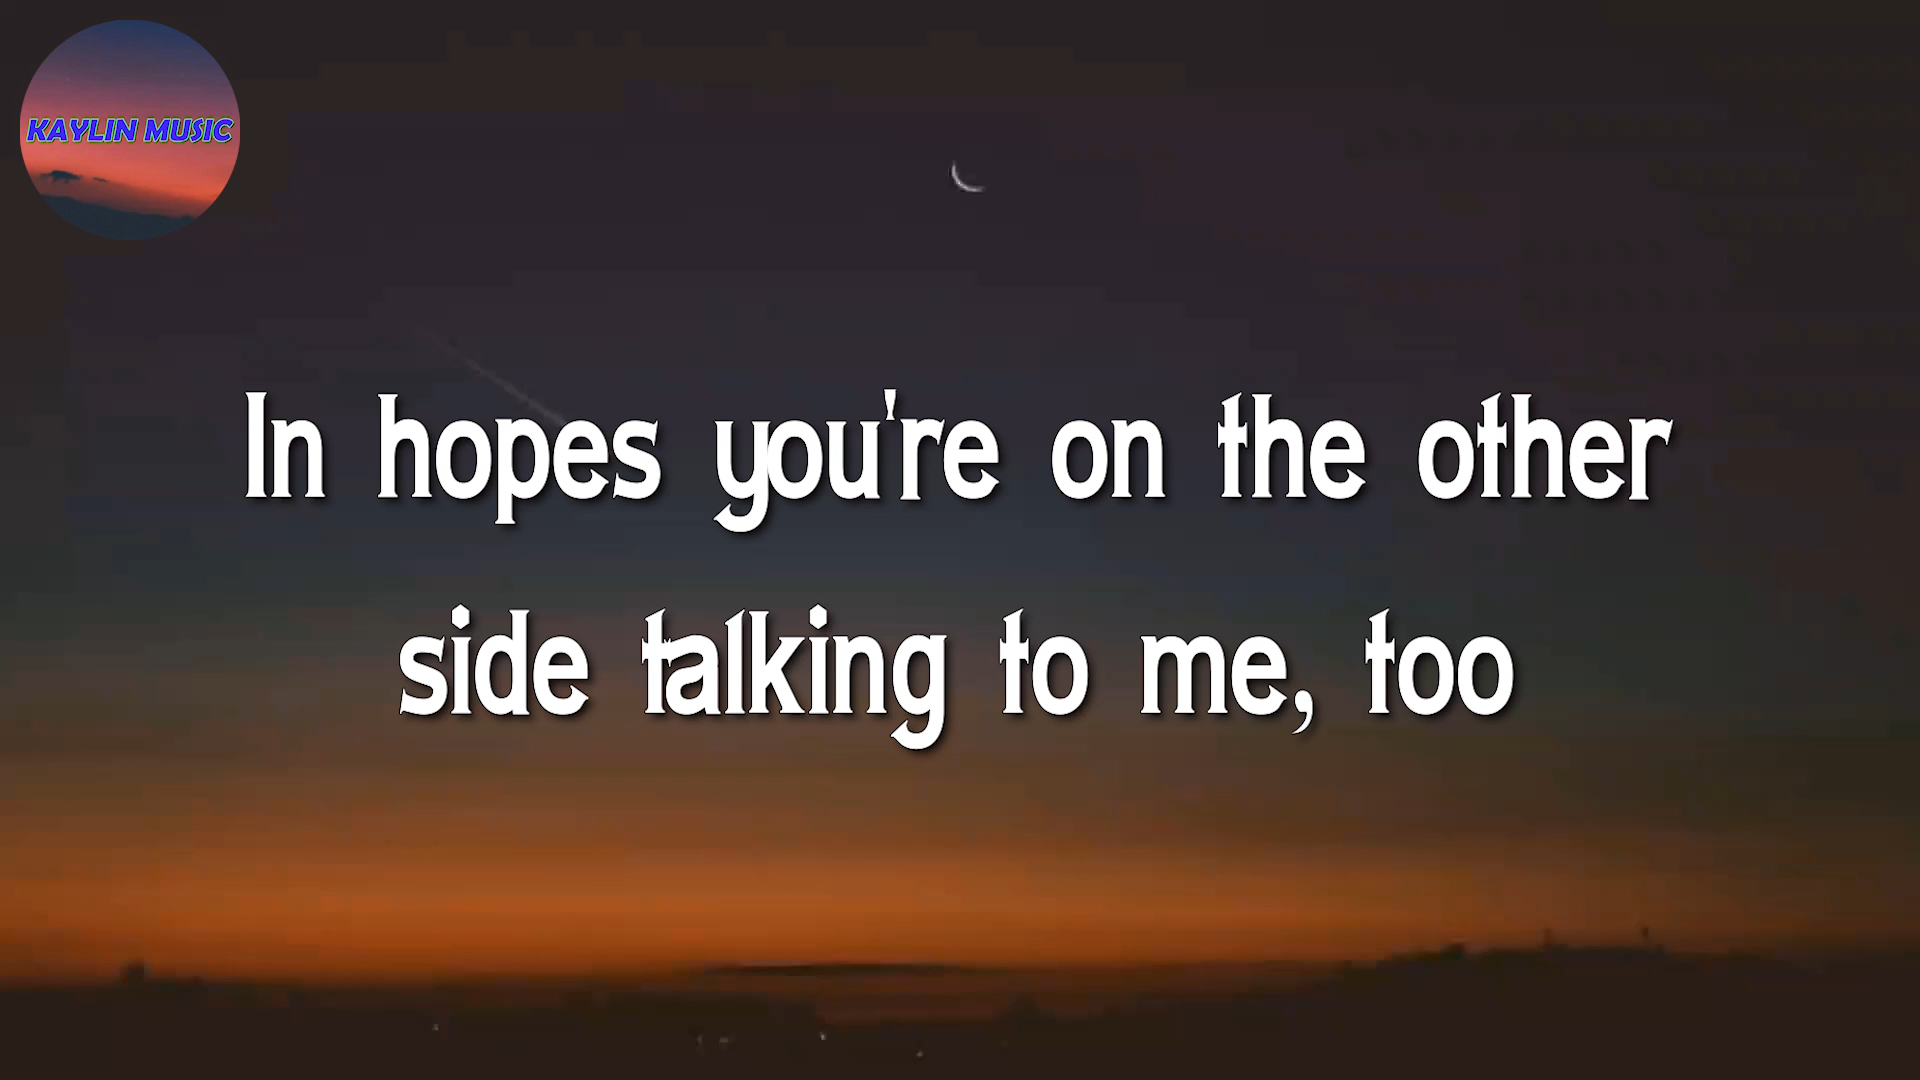 KAYLIN MUSIC
In hopes you're on the other
side talking to me, too